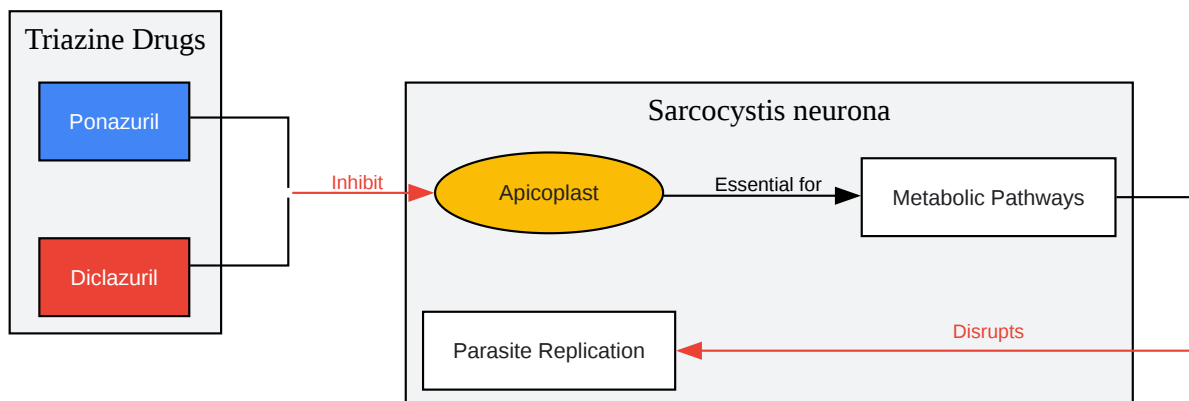 Triazine Drugs
Ponazuril
Diclazuril
Inhibit
Sarcocystis neurona
Apicoplast
Essential for
Metabolic Pathways
Disrupts
Parasite Replication